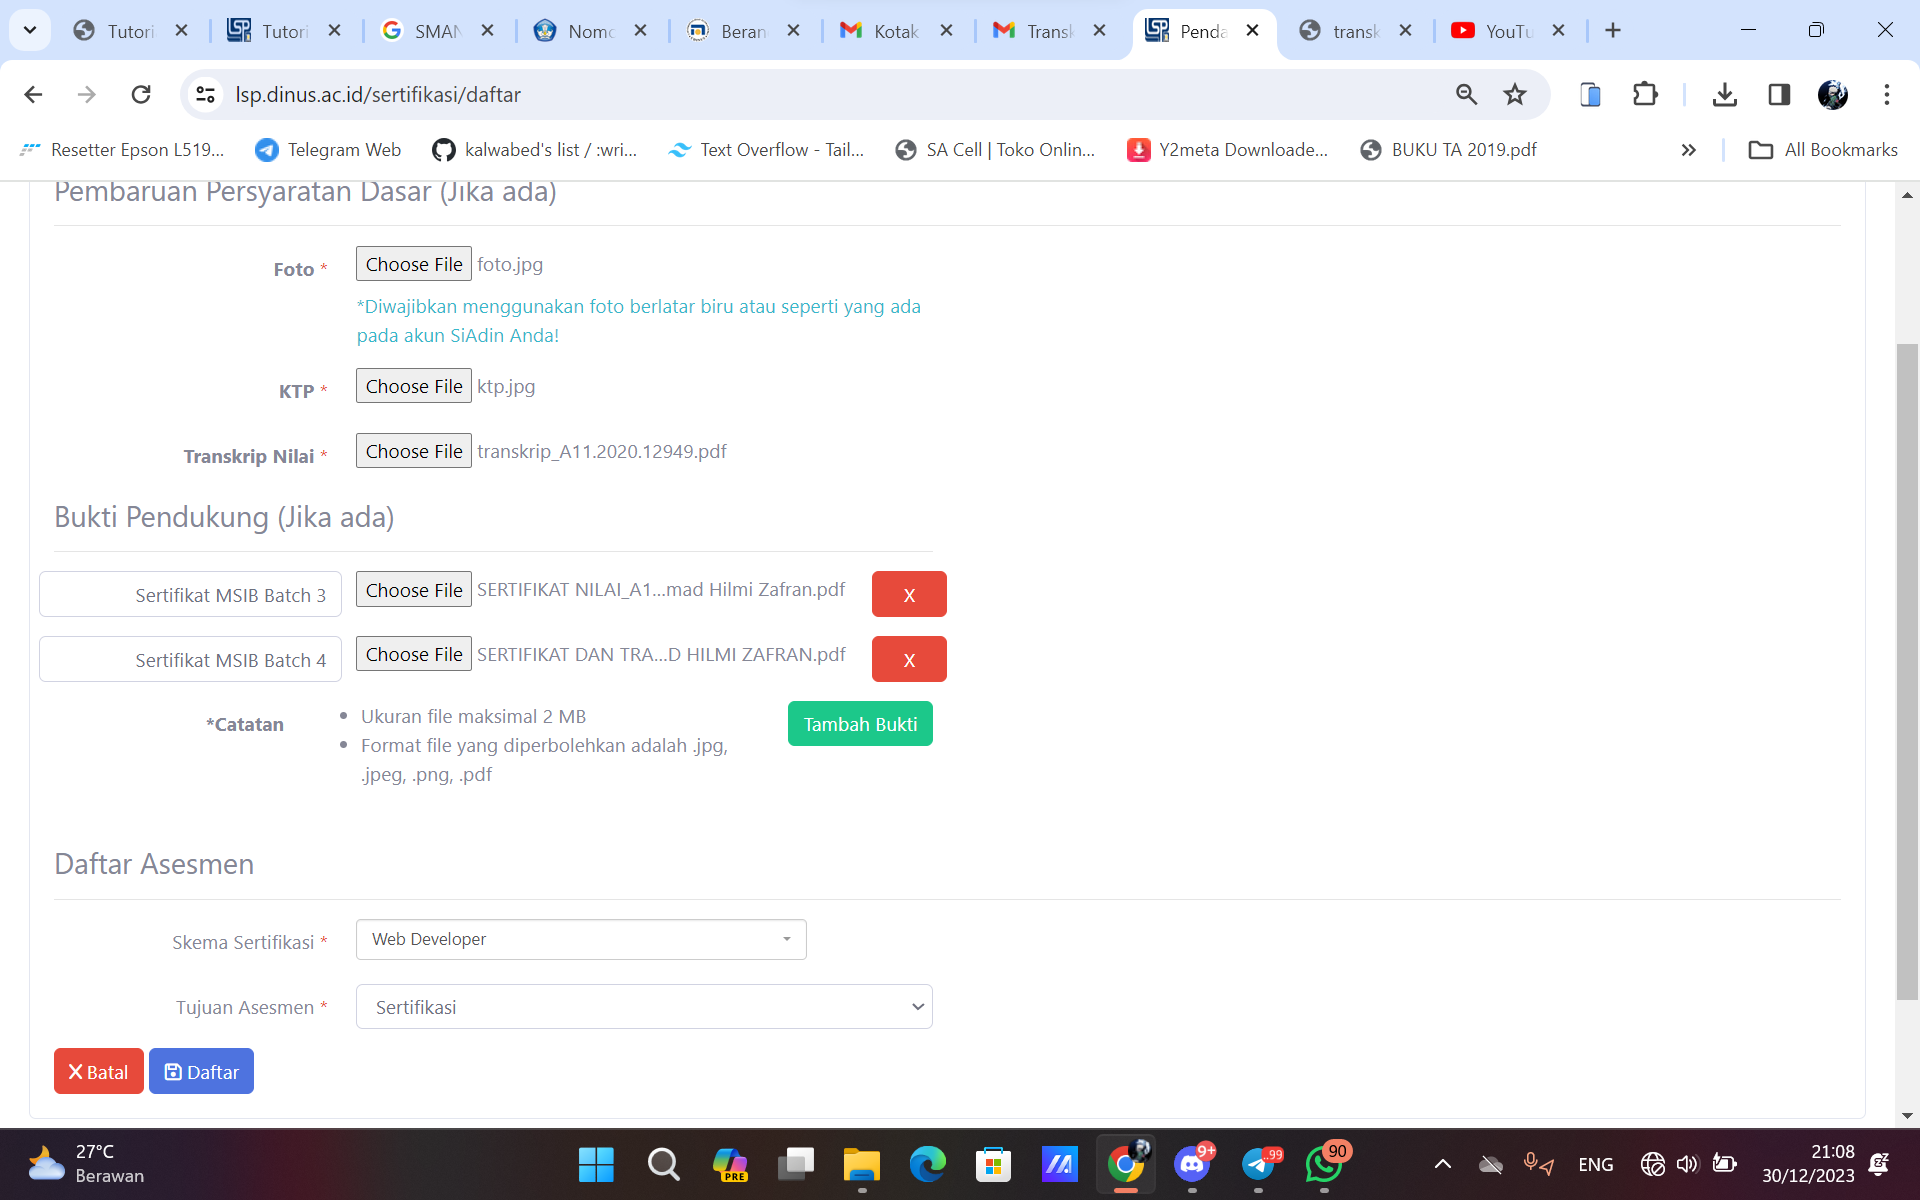 Tutori
Tutori
SMAN
Nomo
Beran
Kotak
Transk
Penda
transk
YouTu
lsp.dinus.ac.id/sertifikasi/daftar
Resetter Epson L519...
Telegram Web
kalwabed's list / :wri...
Text Overflow - Tail...
SA Cell | Toko Onlin...
Y2meta Downloade...
BUKU TA 2019.pdf
»
All Bookmarks
Pembaruan Persyaratan Dasar (Jika ada)
Foto * Choose File foto.jpg
*Diwajibkan menggunakan foto berlatar biru atau seperti yang ada
pada akun SiAdin Anda!
KTP * Choose File ktp.jpg
Transkrip Nilai * Choose File transkrip_A11.2020.12949.pdf
Bukti Pendukung (Jika ada)
Sertifikat MSIB Batch 3 Choose File SERTIFIKAT NILAI_A1...mad Hilmi Zafran.pdf X
Sertifikat MSIB Batch 4 Choose File SERTIFIKAT DAN TRA...D HILMI ZAFRAN.pdf X
*Catatan
• Ukuran file maksimal 2 MB
• Format file yang diperbolehkan adalah .jpg,
.jpeg, .png, .pdf
Tambah Bukti
Daftar Asesmen
Skema Sertifikasi * Web Developer
Tujuan Asesmen * Sertifikasi
X Batal
Daftar
27°C
Berawan
PRE
9+
..99
90
ENG
21:08
30/12/2023